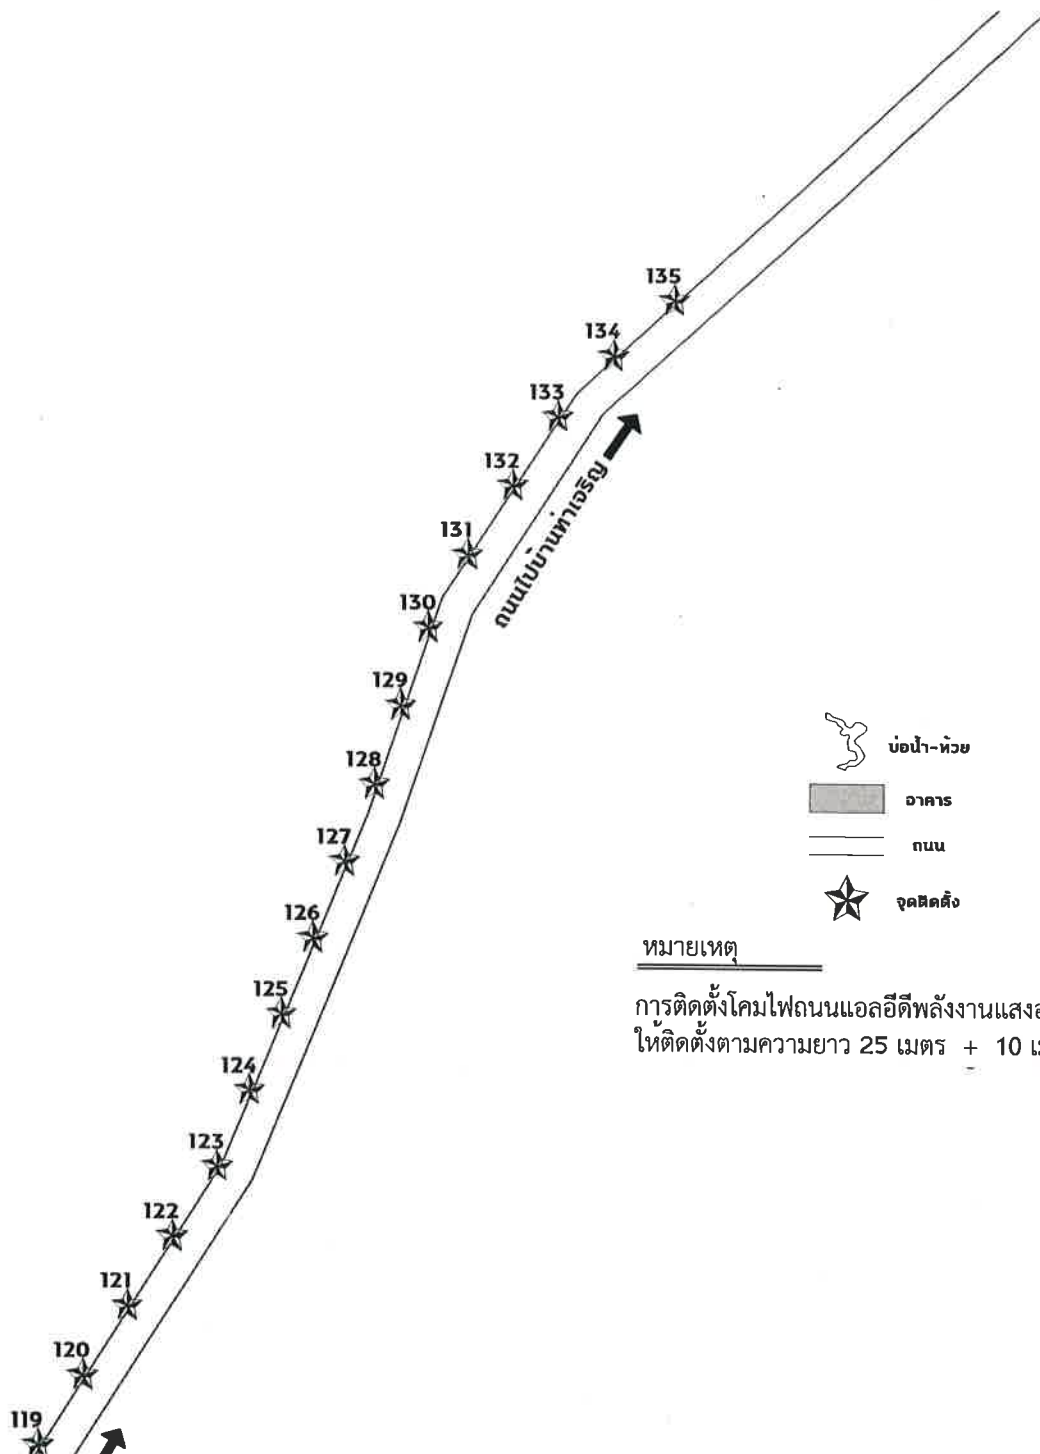 135
134
133
132
131
ถนนไปบ้านท่าเจริญ
130
129
128
บ่อน้ำ-ห้วย
อาคาร
127
ถนน
จุดติดตั้ง
126
หมายเหตุ
125
การติดตั้งโคมไฟถนนแอลอีดีพลังงาน
ให้ติดตั้งตามความยาว 25 เมตร ± 10
124
123
122
121
120
119